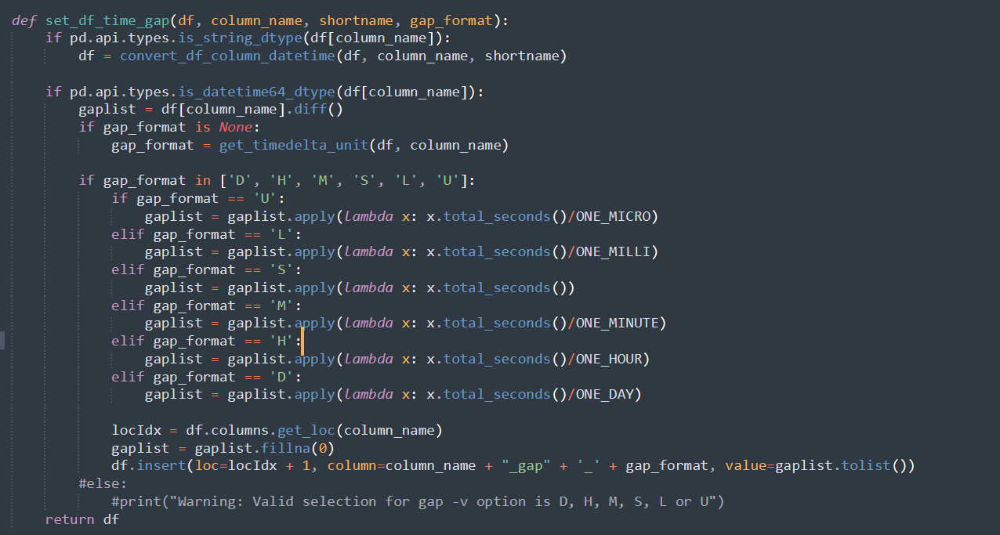 def set_df_time_gap(df, column_name, shortname, gap_format):
    if pd.api.types.is_string_dtype(df[column_name]):
        df = convert_df_column_datetime(df, column_name, shortname)

    if pd.api.types.is_datetime64_dtype(df[column_name]):
        gaplist = df[column_name].diff()
        if gap_format is None:
            gap_format = get_timedelta_unit(df, column_name)

        if gap_format in ['D', 'H', 'M', 'S', 'L', 'U']:
            if gap_format == 'U':
                gaplist = gaplist.apply(lambda x: x.total_seconds()/ONE_MICRO)
            elif gap_format == 'L':
                gaplist = gaplist.apply(lambda x: x.total_seconds()/ONE_MILLI)
            elif gap_format == 'S':
                gaplist = gaplist.apply(lambda x: x.total_seconds())
            elif gap_format == 'M':
                gaplist = gaplist.apply(lambda x: x.total_seconds()/ONE_MINUTE)
            elif gap_format == 'H':
                gaplist = gaplist.apply(lambda x: x.total_seconds()/ONE_HOUR)
            elif gap_format == 'D':
                gaplist = gaplist.apply(lambda x: x.total_seconds()/ONE_DAY)

            locIdx = df.columns.get_loc(column_name)
            gaplist = gaplist.fillna(0)
            df.insert(loc=locIdx + 1, column=column_name + "_gap" + '_' + gap_format, value=gaplist.tolist())
        #else:
            #print("Warning: Valid selection for gap -v option is D, H, M, S, L or U")
    return df